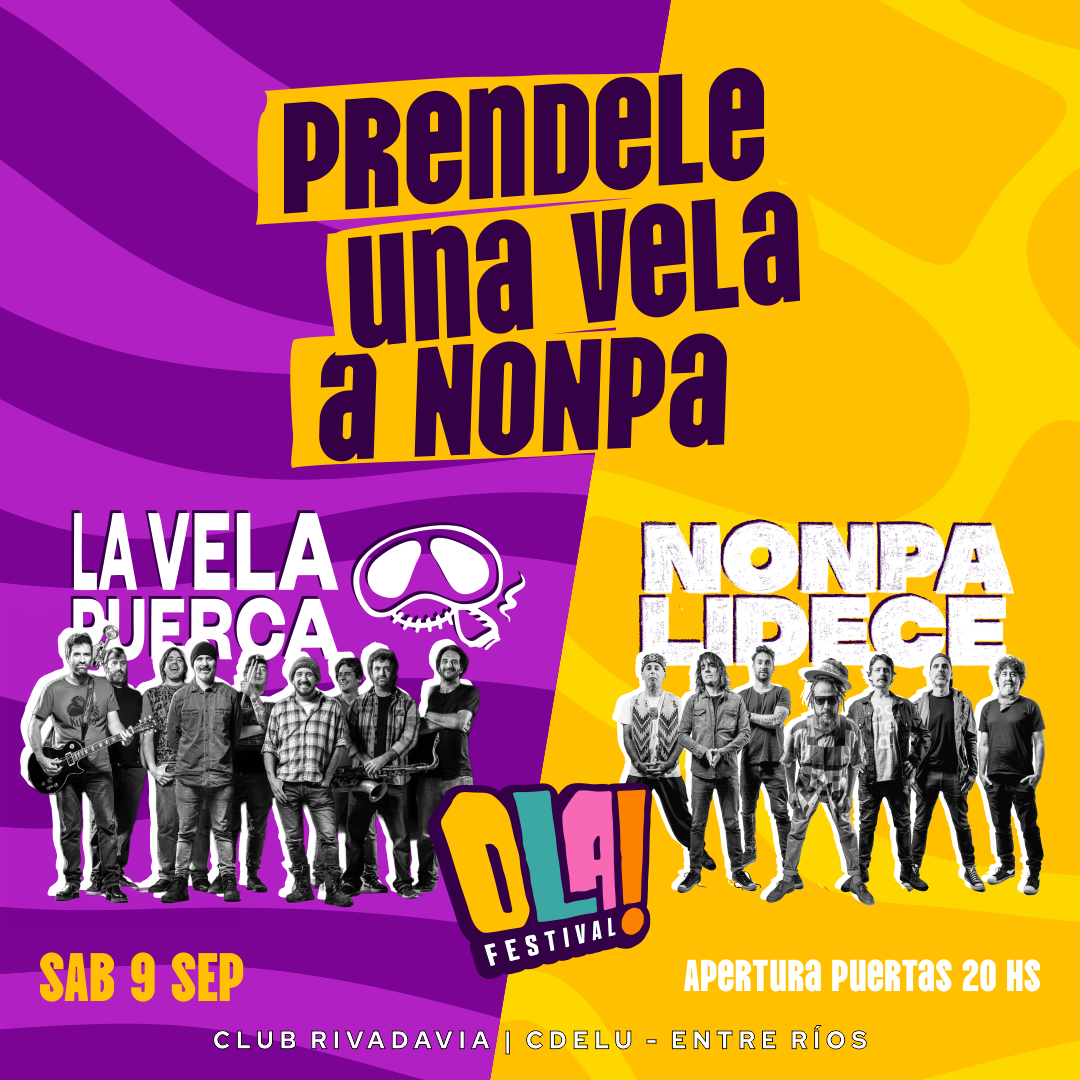 PRENDELE
UNA VELA
A NONPA
LA VELA
PUERCA
NONPA
LIDECE
OLA!
FESTIVAL
SAB 9 SEP
APERTURA PUERTAS 20 HS
CLUB RIVADAVIA | CDELU - ENTRE RÍOS